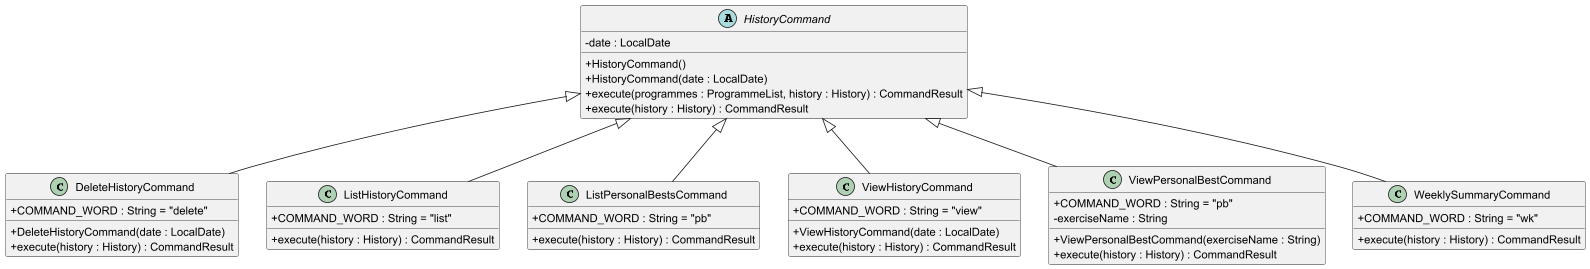 A HistoryCommand
-date : LocalDate
+HistoryCommand()
+HistoryCommand(date : LocalDate)
+execute(programmes : ProgrammeList, history : History) : CommandResult
+execute(history : History) : CommandResult
C DeleteHistoryCommand
+COMMAND_WORD : String = "delete"
+DeleteHistoryCommand(date : LocalDate)
+execute(history : History) : CommandResult
C ListHistoryCommand
+COMMAND_WORD : String = "list"
+execute(history : History) : CommandResult
C ListPersonalBestsCommand
+COMMAND_WORD : String = "pb"
+execute(history : History) : CommandResult
C ViewHistoryCommand
+COMMAND_WORD : String = "view"
+ViewHistoryCommand(date : LocalDate)
+execute(history : History) : CommandResult
C ViewPersonalBestCommand
+COMMAND_WORD : String = "pb"
-exerciseName : String
+ViewPersonalBestCommand(exerciseName : String)
+execute(history : History) : CommandResult
C WeeklySummaryCommand
+COMMAND_WORD : String = "wk"
+execute(history : History) : CommandResult